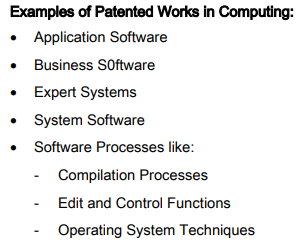 Examples of Patented Works in Computing:
• Application Software
• Business S0ftware
• Expert Systems
• System Software
• Software Processes like:
- Compilation Processes
- Edit and Control Functions
- Operating System Techniques